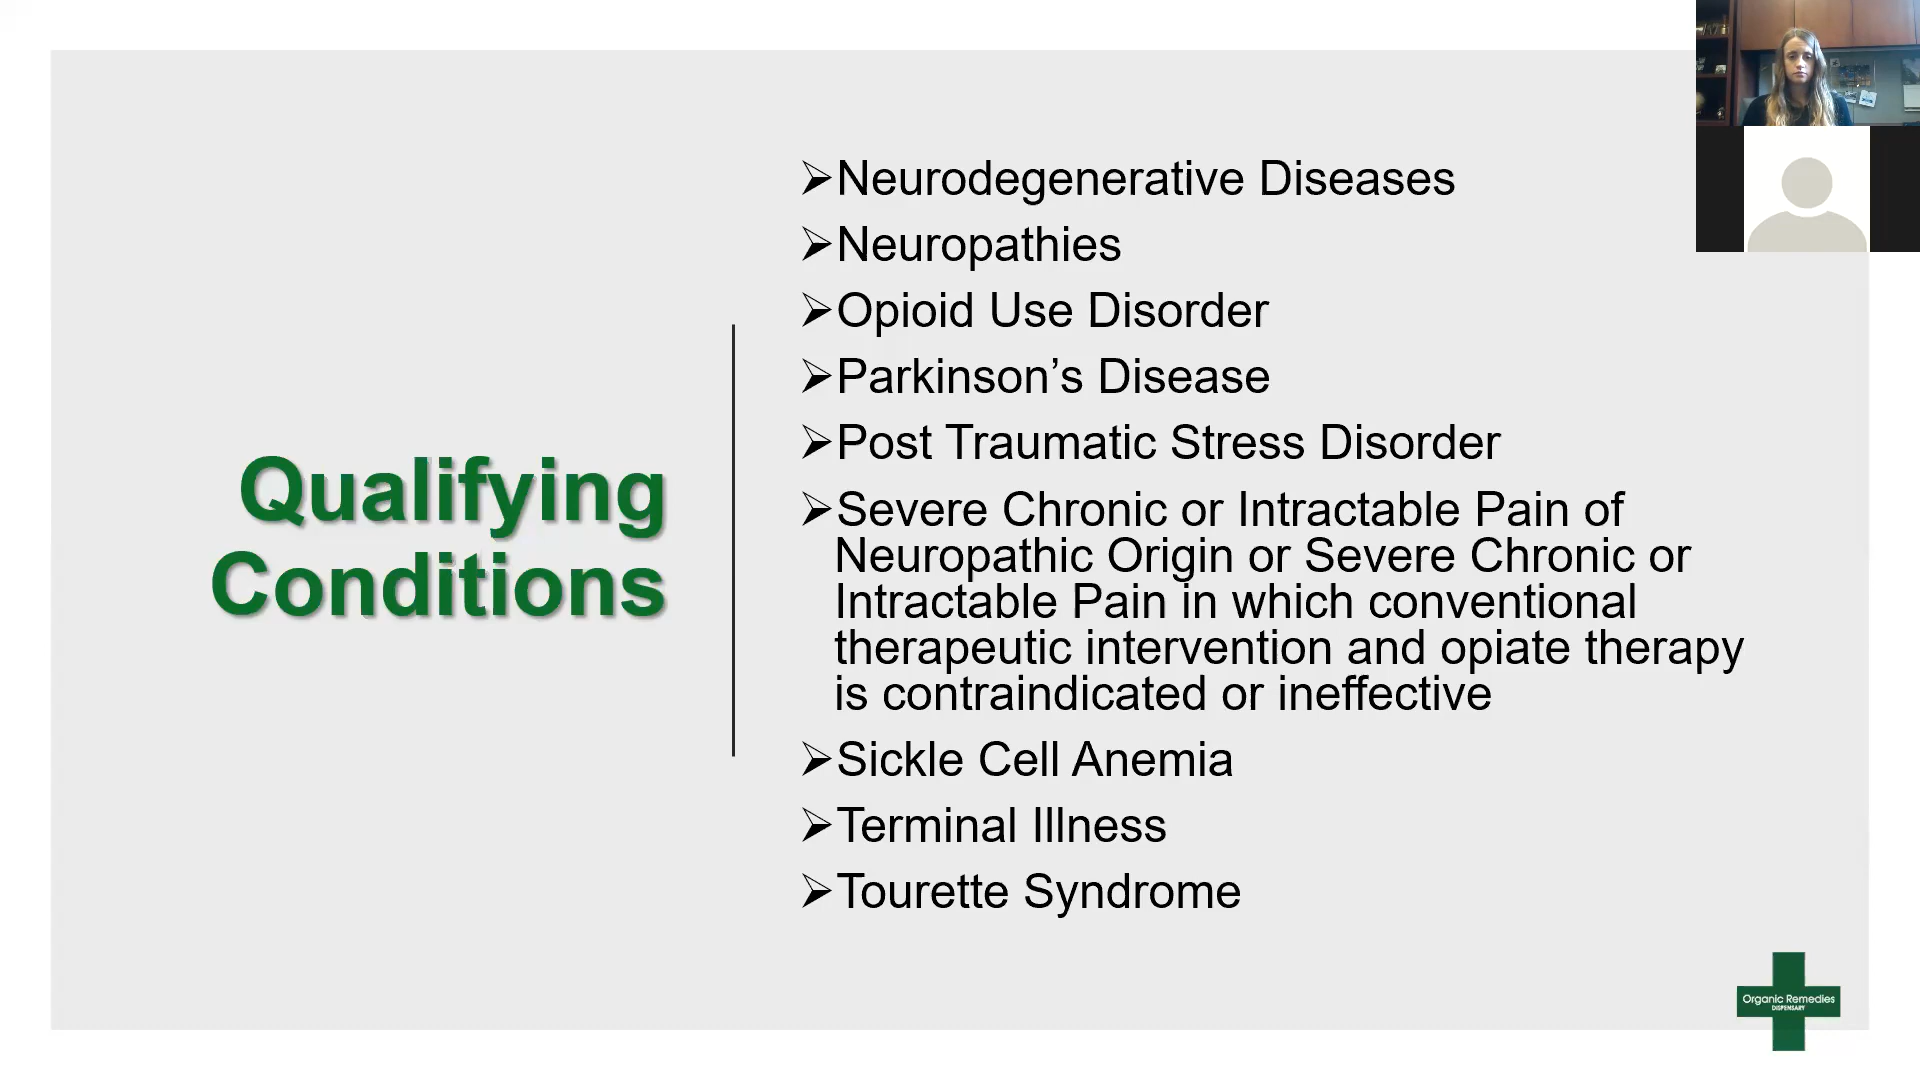 Qualifying
Conditions
➢Neurodegenerative Diseases
➢Neuropathies
➢Opioid Use Disorder
➢Parkinson’s Disease
➢Post Traumatic Stress Disorder
➢Severe Chronic or Intractable Pain of
Neuropathic Origin or Severe Chronic or
Intractable Pain in which conventional
therapeutic intervention and opiate therapy
is contraindicated or ineffective
➢Sickle Cell Anemia
➢Terminal Illness
➢Tourette Syndrome
Organic Remedies
DISPENSARY